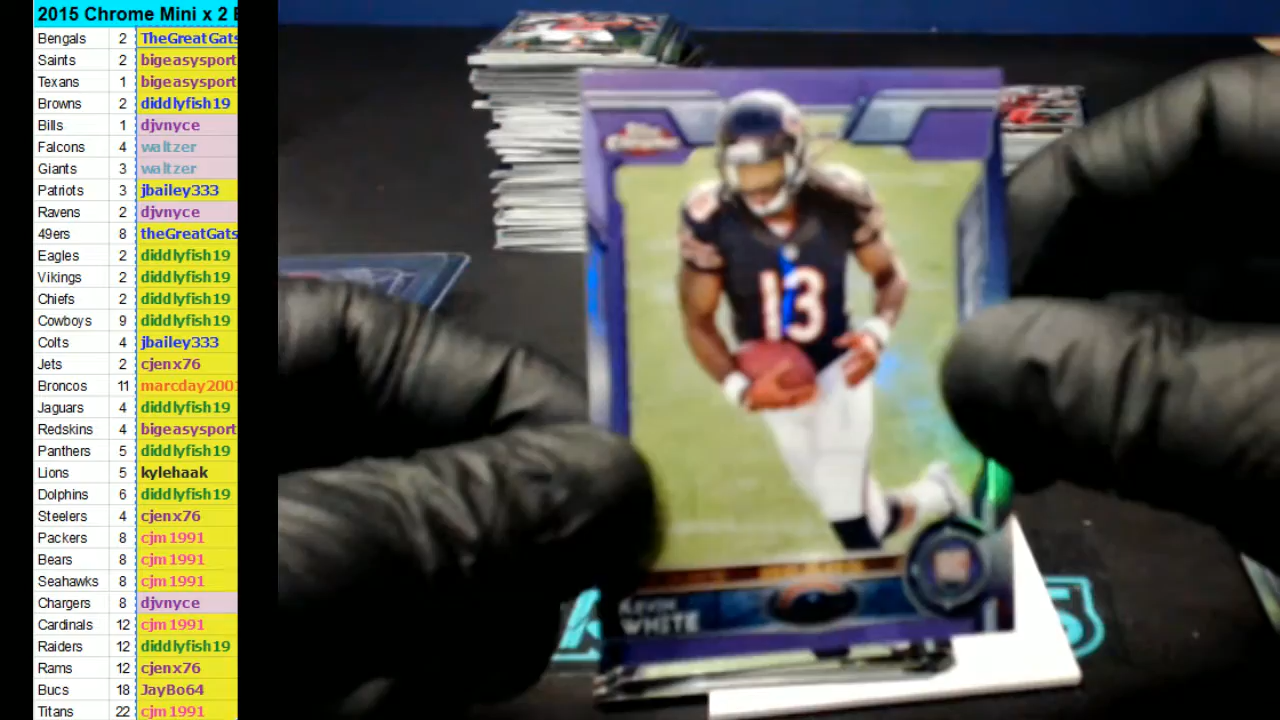 2015 Chrome Mini x 2 B
Bengals 2 TheGreatGats
Saints 2 bigeasysport
Texans 1 bigeasysport
Browns 2 diddlyfish19
Bills 1 djvnyce
Falcons 4 waltzer
Giants 3 waltzer
Patriots 3 jbailey333
Ravens 2 djvnyce
49ers 8 theGreatGats
Eagles 2 diddlyfish19
Vikings 2 diddlyfish19
Chiefs 2 diddlyfish19
Cowboys 9 diddlyfish19
Colts 4 jbailey333
Jets 2 cjenx76
Broncos 11 marcday2001
Jaguars 4 diddlyfish19
Redskins 4 bigeasysport
Panthers 5 diddlyfish19
Lions 5 kylehaak
Dolphins 6 diddlyfish19
Steelers 4 cjenx76
Packers 8 cjm1991
Bears 8 cjm1991
Seahawks 8 cjm1991
Chargers 8 djvnyce
Cardinals 12 cjm1991
Raiders 12 diddlyfish19
Rams 12 cjenx76
Bucs 18 JayBo64
Titans 22 cjm1991
Chrome
13
KEVIN
WHITE